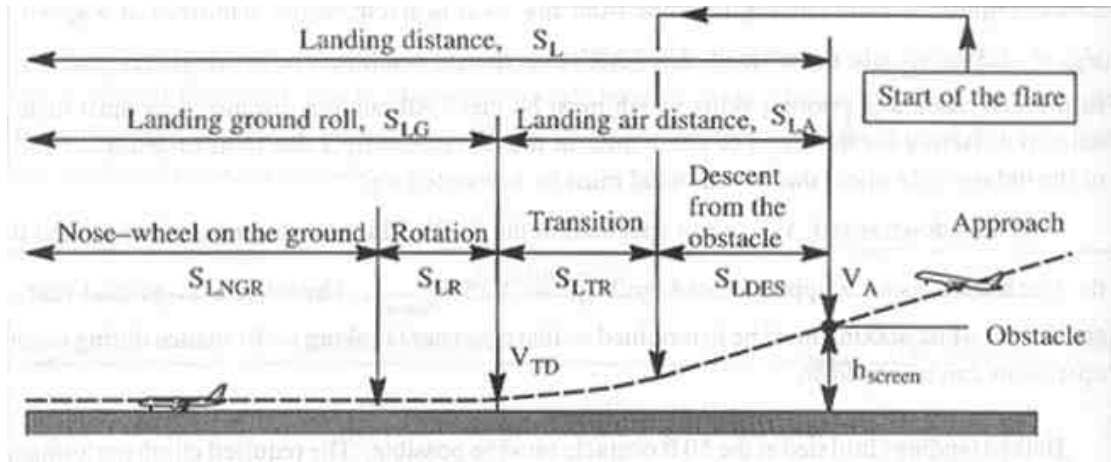 Landing distance, S_L
Start of the flare
Landing ground roll, S_LG
Landing air distance, S_LA
Descent
from the
obstacle
Transition
Approach
Nose–wheel on the ground
Rotation
S_LNGR
S_LR
S_LTR
S_LDES
V_A
Obstacle
V_TD
h_screen